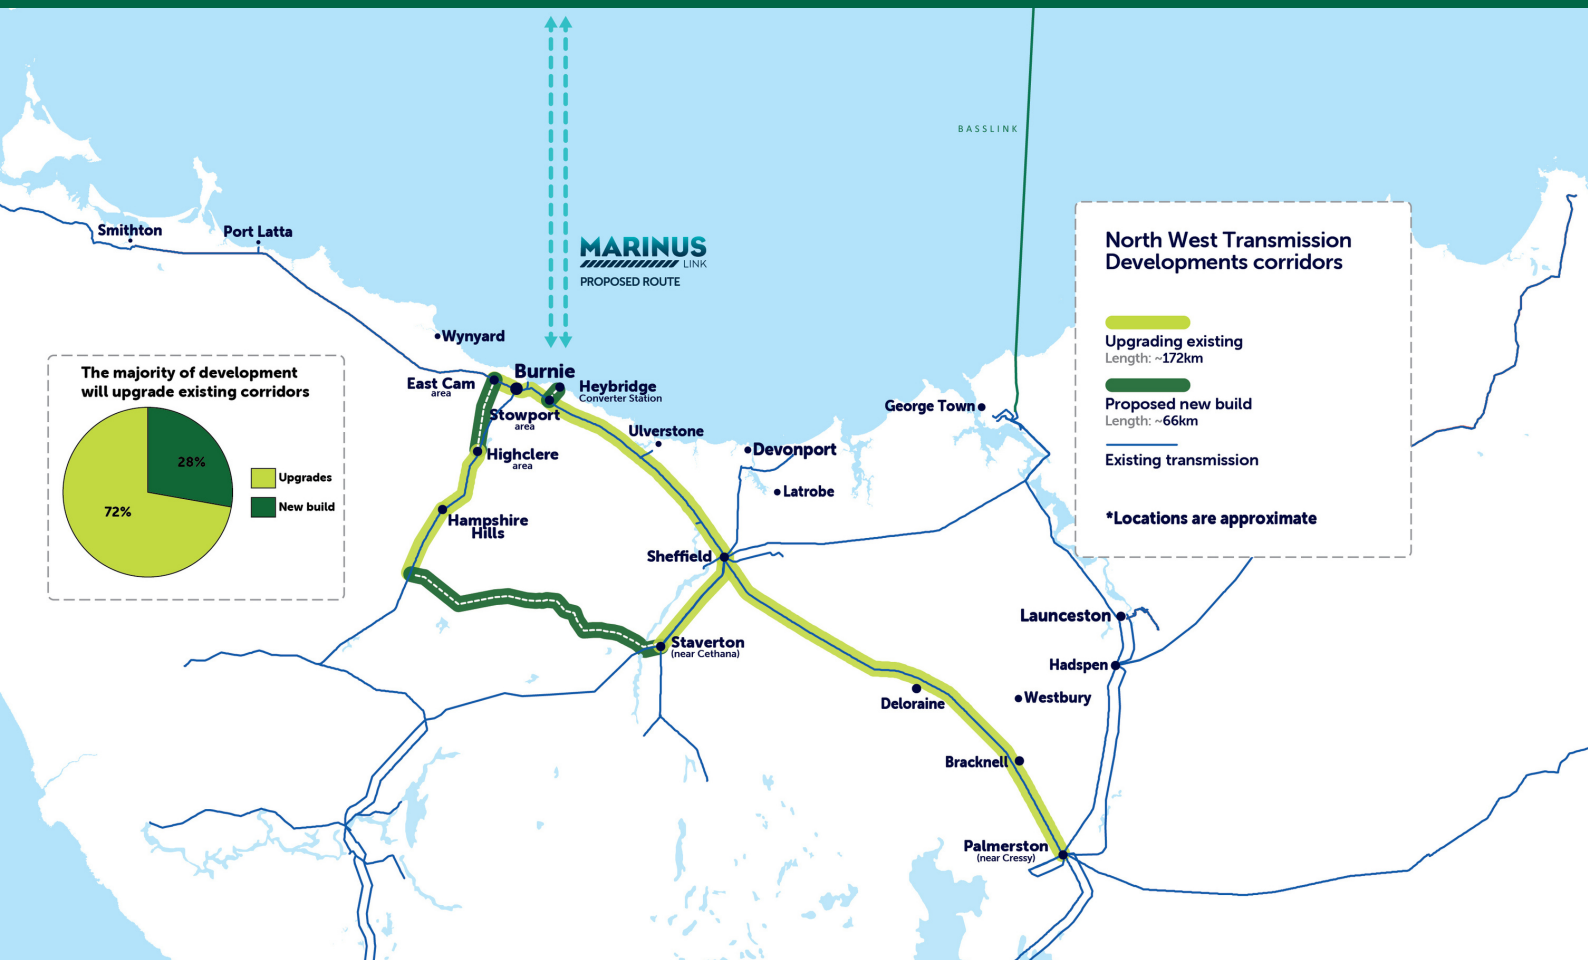 BASSLINK
MARINUS
LINK
PROPOSED ROUTE
North West Transmission
Developments corridors
Upgrading existing
Length: ~172km
Proposed new build
Length: ~66km
Existing transmission
*Locations are approximate
Smithton
Port Latta
Wynyard
The majority of development
will upgrade existing corridors
28%
72%
Upgrades
New build
Burnie
East Cam
area
Heybridge
Converter Station
Stowport
area
Ulverstone
George Town
Highclere
area
Devonport
Latrobe
Hampshire
Hills
Sheffield
Launceston
Staverton
(near Cethana)
Hadspen
Westbury
Deloraine
Bracknell
Palmerston
(near Cressy)